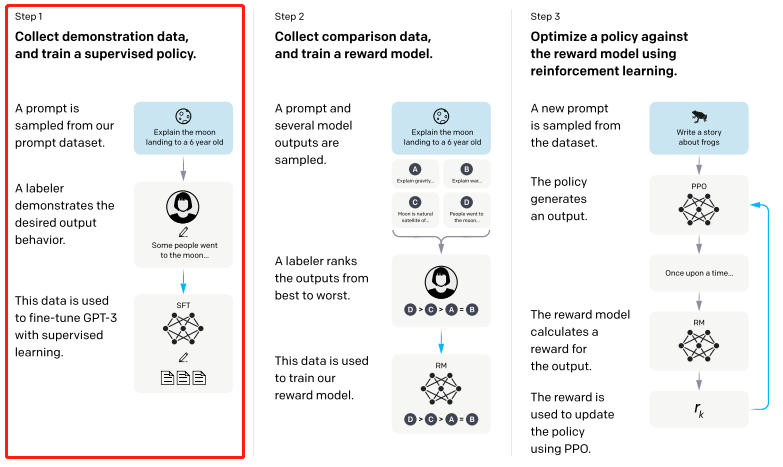 Step 1
Collect demonstration data,
and train a supervised policy.
A prompt is
sampled from our
prompt dataset.
Explain the moon
landing to a 6 year old
A labeler
demonstrates the
desired output
behavior.
Some people went
to the moon...
This data is used
to fine-tune GPT-3
with supervised
learning.
SFT
Step 2
Collect comparison data,
and train a reward model.
A prompt and
several model
outputs are
sampled.
Explain the moon
landing to a 6 year old
A
Explain gravity...
B
Explain war...
C
Moon is natural
satellite of...
D
People went to
the moon...
A labeler ranks
the outputs from
best to worst.
D > C > A = B
This data is used
to train our
reward model.
RM
D > C > A = B
Step 3
Optimize a policy against
the reward model using
reinforcement learning.
A new prompt
is sampled from
the dataset.
Write a story
about frogs
The policy
generates
an output.
PPO
Once upon a time...
The reward model
calculates a
reward for
the output.
RM
The reward is
used to update
the policy
using PPO.
rₖ